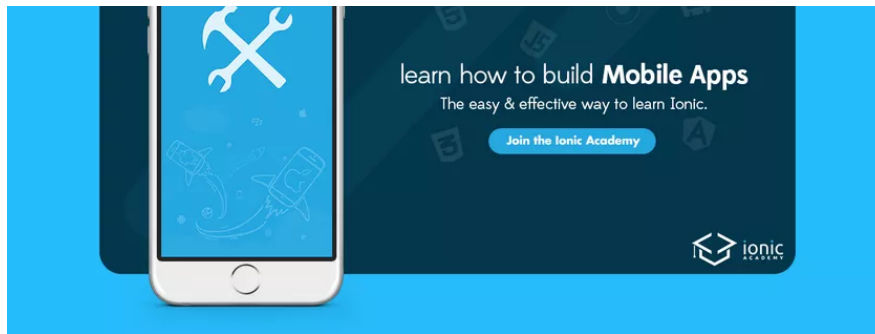 learn how to build Mobile Apps
The easy & effective way to learn Ionic.
Join the Ionic Academy
ionic
ACADEMY